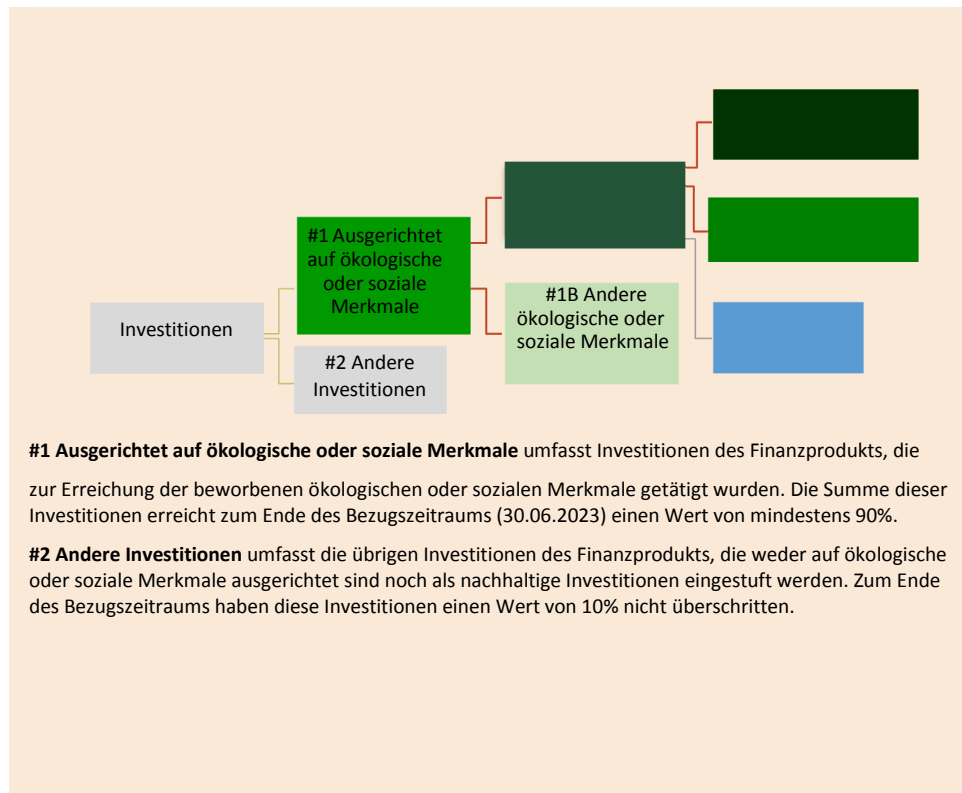 #1 Ausgerichtet
auf ökologische
oder soziale
Merkmale
#1B Andere
ökologische oder
soziale Merkmale
Investitionen
#2 Andere
Investitionen
#1 Ausgerichtet auf ökologische oder soziale Merkmale umfasst Investitionen des Finanzprodukts, die
zur Erreichung der beworbenen ökologischen oder sozialen Merkmale getätigt wurden. Die Summe dieser
Investitionen erreicht zum Ende des Bezugszeitraums (30.06.2023) einen Wert von mindestens 90%.
#2 Andere Investitionen umfasst die übrigen Investitionen des Finanzprodukts, die weder auf ökologische
oder soziale Merkmale ausgerichtet sind noch als nachhaltige Investitionen eingestuft werden. Zum Ende
des Bezugszeitraums haben diese Investitionen einen Wert von 10% nicht überschritten.